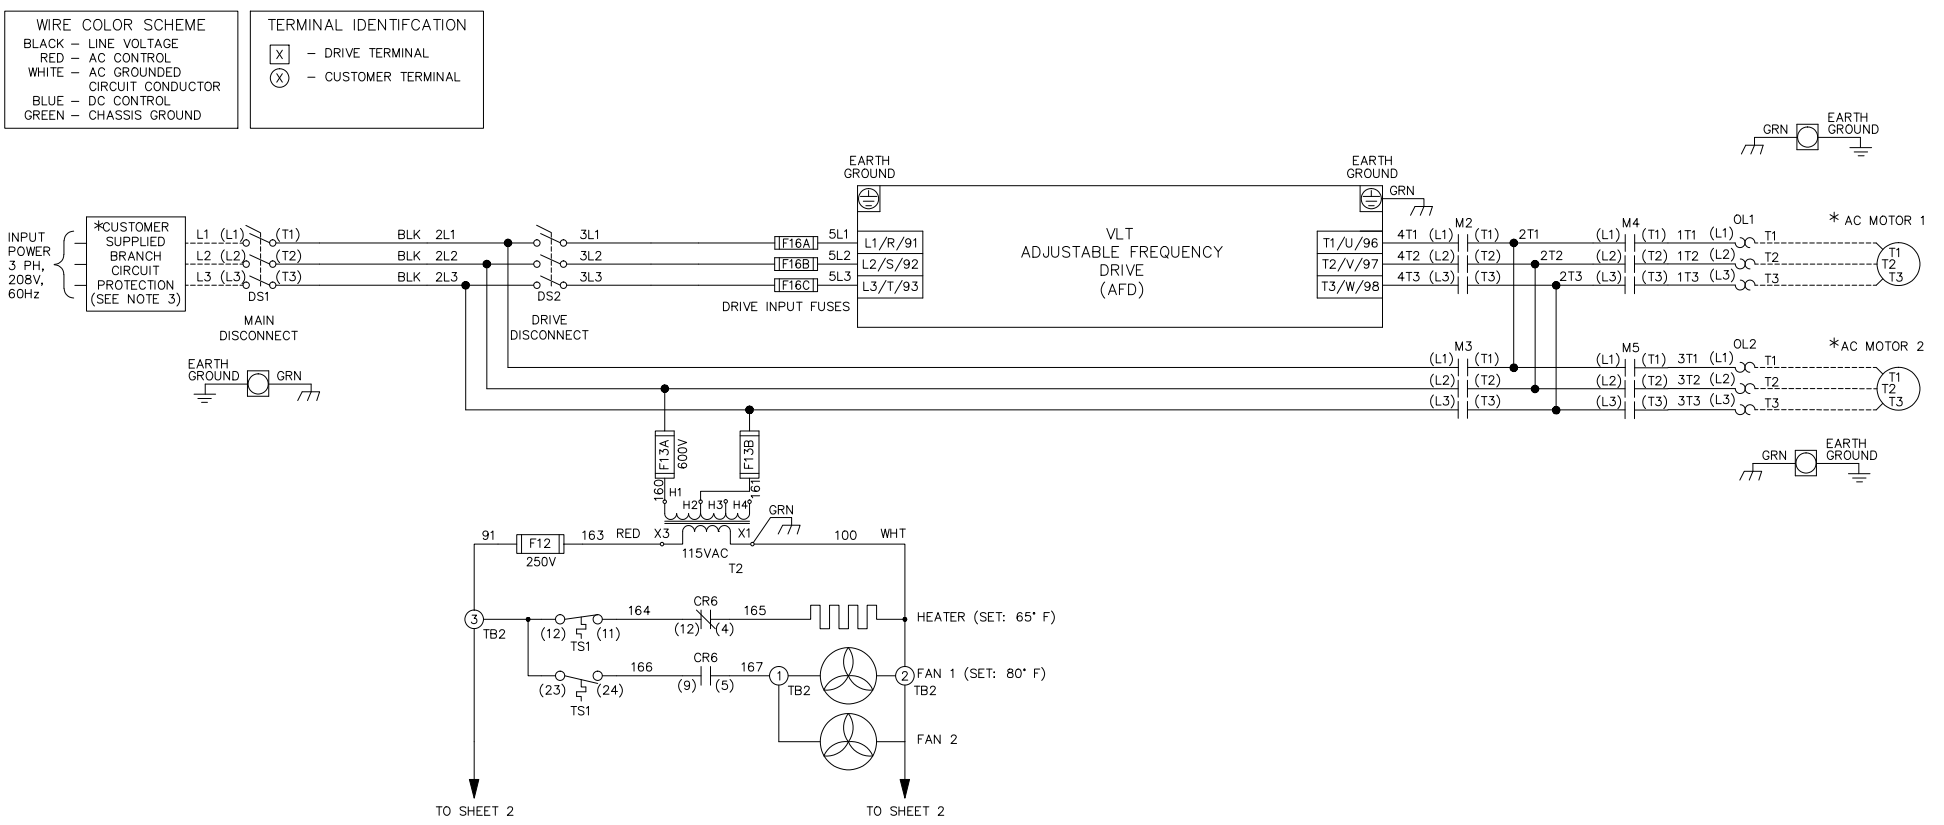 WIRE COLOR SCHEME
BLACK – LINE VOLTAGE
RED – AC CONTROL
WHITE – AC GROUNDED
CIRCUIT CONDUCTOR
BLUE – DC CONTROL
GREEN – CHASSIS GROUND
TERMINAL IDENTIFCATION
X – DRIVE TERMINAL
X – CUSTOMER TERMINAL
GRN
EARTH
GROUND
EARTH
GROUND
EARTH
GROUND
GRN
INPUT
POWER
3 PH,
208V,
60Hz
*CUSTOMER
SUPPLIED
BRANCH
CIRCUIT
PROTECTION
(SEE NOTE 3)
L1 (L1) (T1) BLK 2L1 3L1 F16A 5L1 L1/R/91
L2 (L2) (T2) BLK 2L2 3L2 F16B 5L2 L2/S/92
L3 (L3) (T3) BLK 2L3 3L3 F16C 5L3 L3/T/93
DS1
MAIN
DISCONNECT
DS2
DRIVE
DISCONNECT
DRIVE INPUT FUSES
VLT
ADJUSTABLE FREQUENCY
DRIVE
(AFD)
M2 M4 OL1 * AC MOTOR 1
T1/U/96 4T1 (L1) (T1) 2T1 (L1) (T1) 1T1 (L1) T1
T2/V/97 4T2 (L2) (T2) 2T2 (L2) (T2) 1T2 (L2) T2
T3/W/98 4T3 (L3) (T3) 2T3 (L3) (T3) 1T3 (L3) T3
T1
T2
T3
M3 M5 OL2 * AC MOTOR 2
(L1) (T1) (L1) (T1) 3T1 (L1) T1
(L2) (T2) (L2) (T2) 3T2 (L2) T2
(L3) (T3) (L3) (T3) 3T3 (L3) T3
T1
T2
T3
EARTH
GROUND
GRN
GRN
EARTH
GROUND
F13A
600V
F13B
160
H1
H2
H3
H4
161
GRN
91 F12 163 RED X3 X1 100 WHT
250V
115VAC
T2
3
TB2
(12) (11)
TS1
164
CR6
(12) (4)
165
HEATER (SET: 65° F)
(23) (24)
TS1
166
CR6
(9) (5)
167
1
TB2
2
TB2
FAN 1 (SET: 80° F)
FAN 2
TO SHEET 2
TO SHEET 2